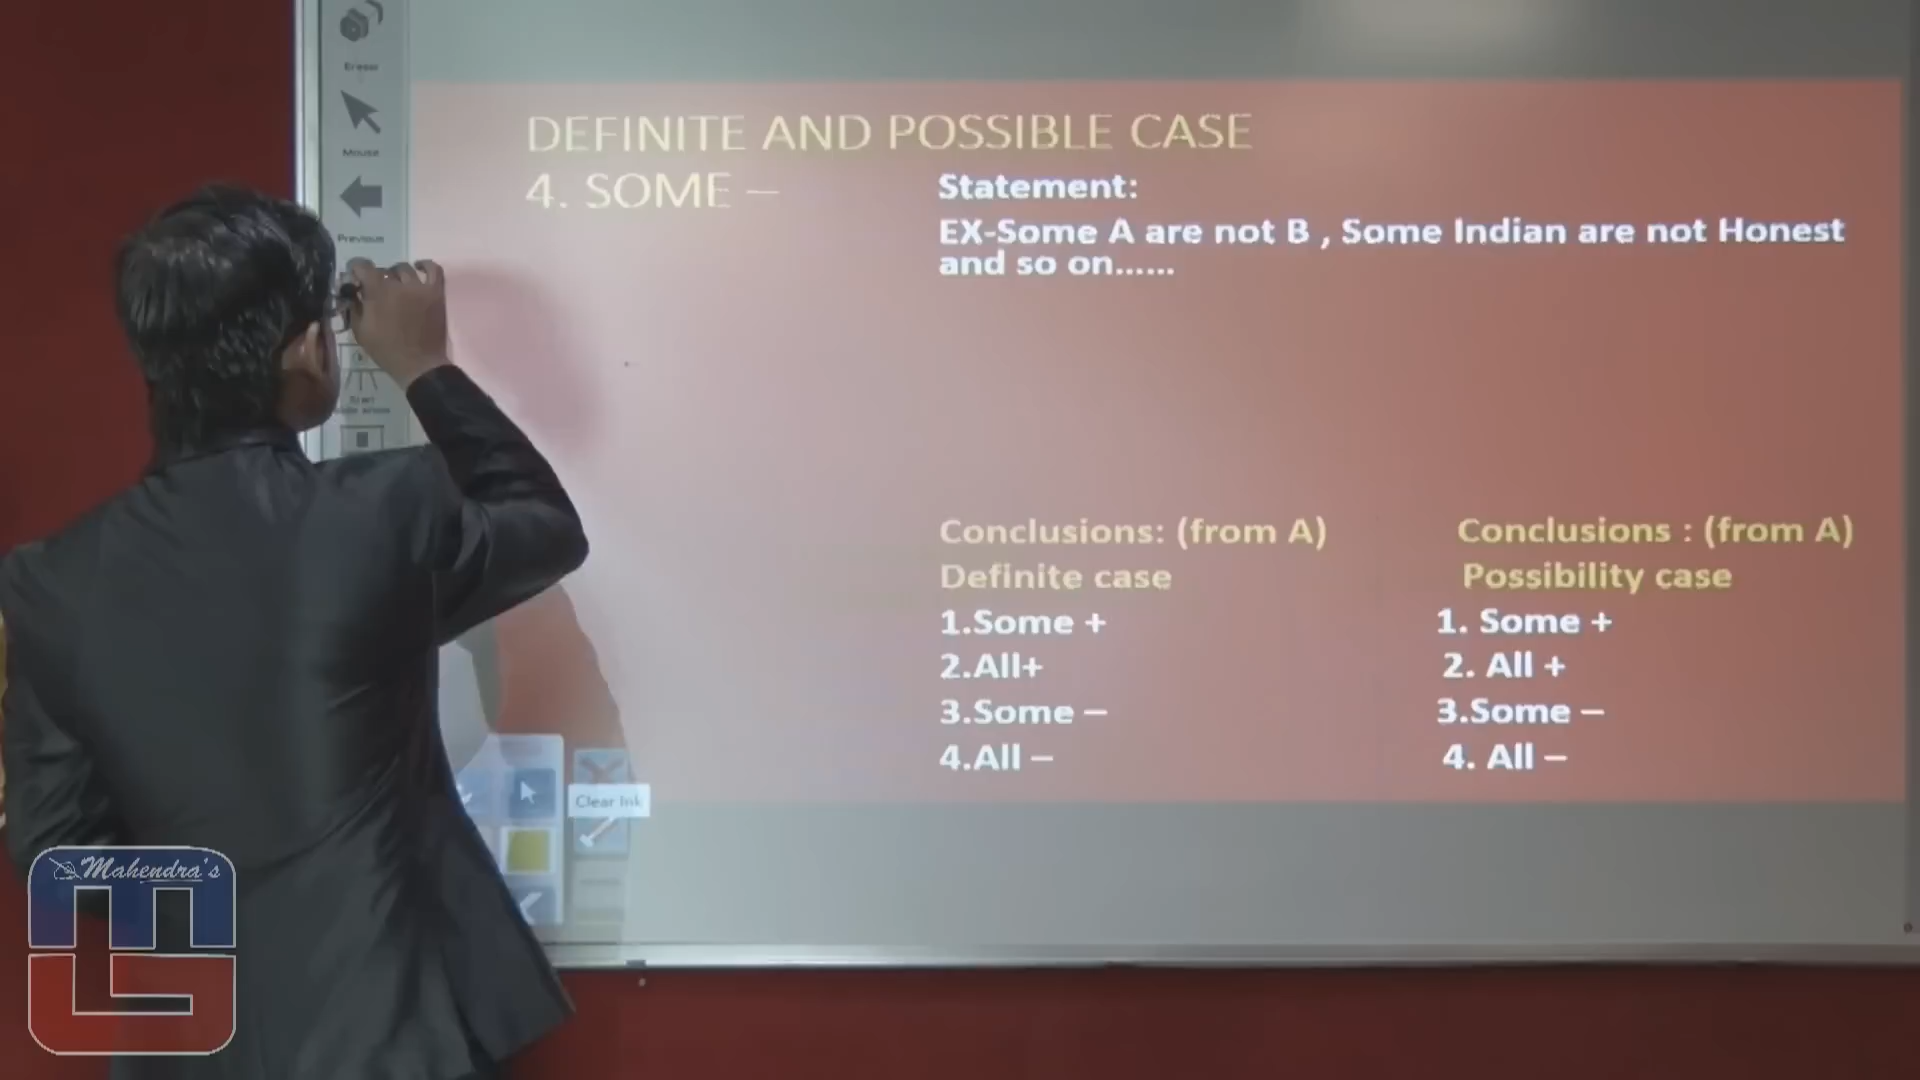 Eraser
Mouse
Previous
DEFINITE AND POSSIBLE CASE
4. SOME –
Statement:
EX-Some A are not B , Some Indian are not Honest
and so on......
Start
Conclusions: (from A)
Definite case
1.Some +
2.All+
3.Some –
4.All –
Conclusions : (from A)
Possibility case
1. Some +
2. All +
3.Some –
4. All –
Clear Ink
Mahendra's